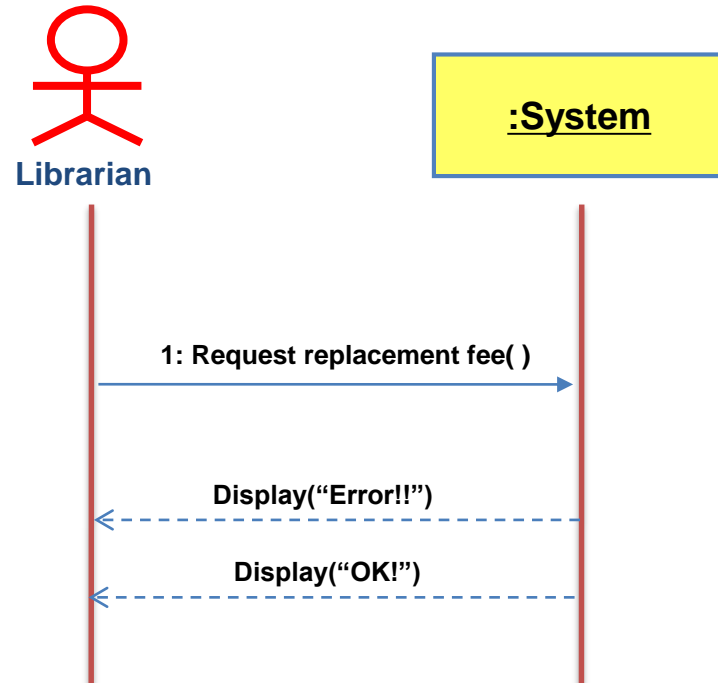 :System
Librarian
1: Request replacement fee( )
Display(“Error!!”)
Display(“OK!”)